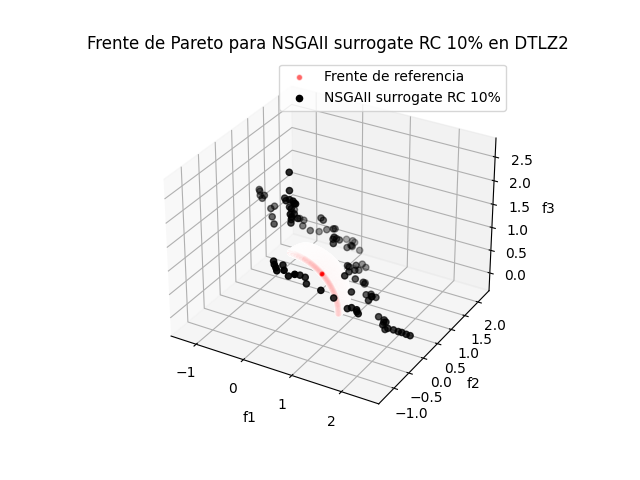 Frente de Pareto para NSGAII surrogate RC 10% en DTLZ2
Frente de referencia
NSGAII surrogate RC 10%
2.5
2.0
1.5
1.0
0.5
0.0
f3
2.0
1.5
1.0
0.5
0.0
−0.5
−1.0
f2
−1
0
1
2
f1